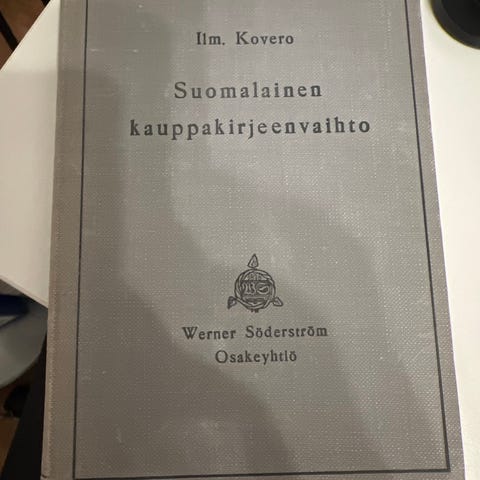 Ilm. Kovero
Suomalainen
kauppakirjeenvaihto
Werner Söderström
Osakeyhtiö